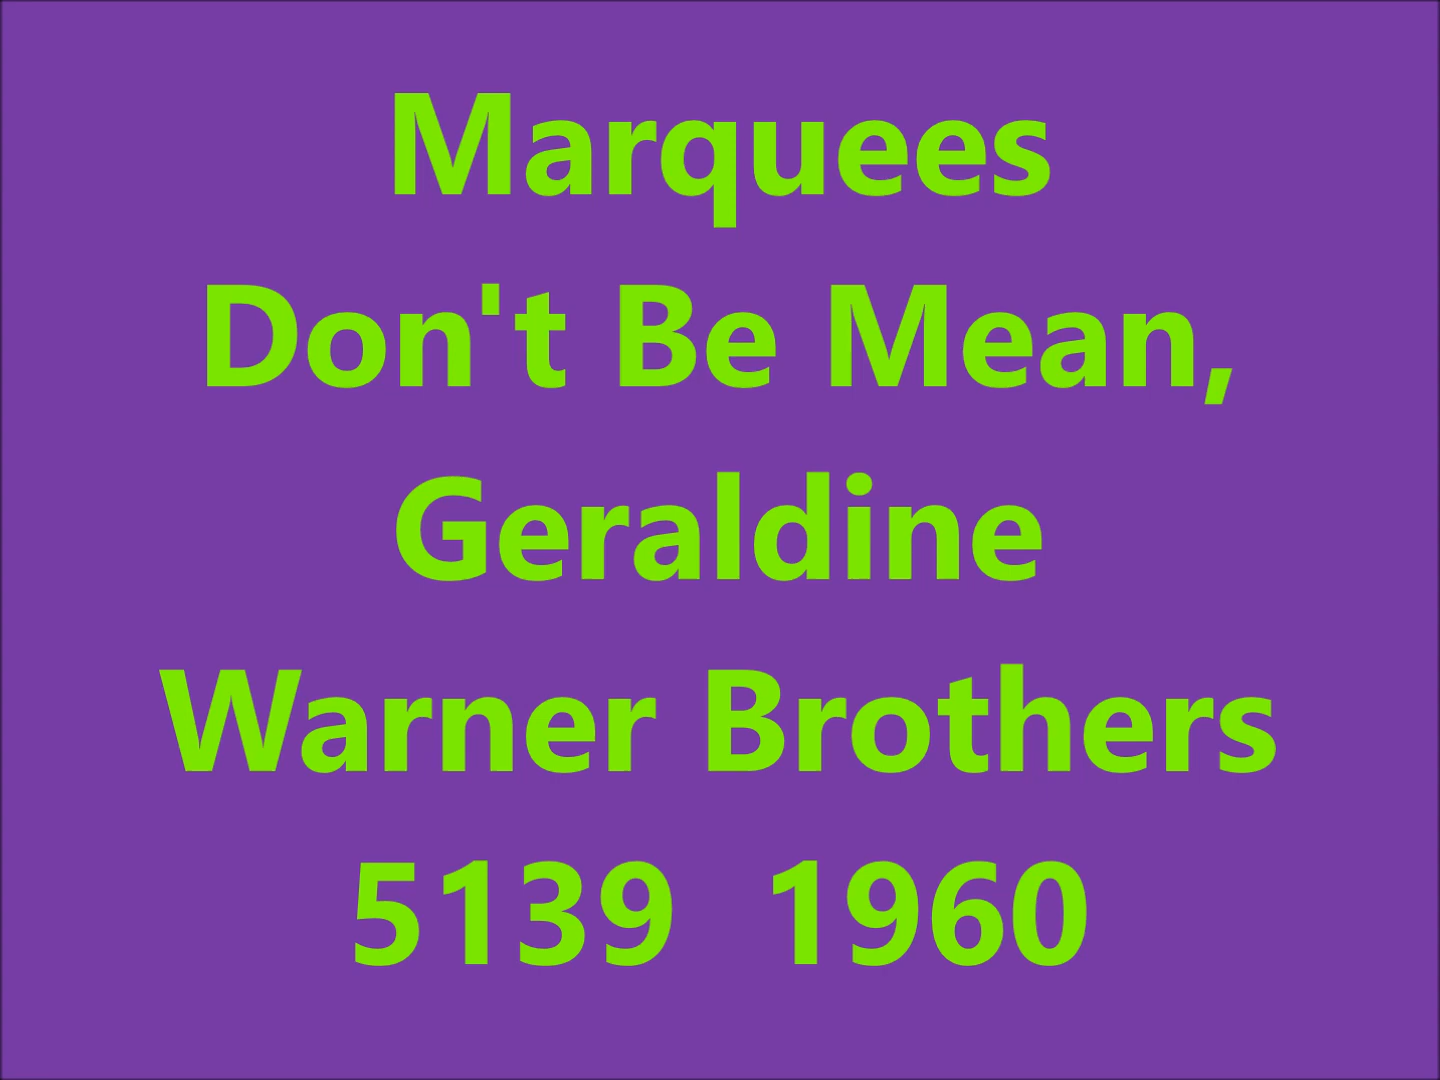 Marquees
Don't Be Mean,
Geraldine
Warner Brothers
5139  1960